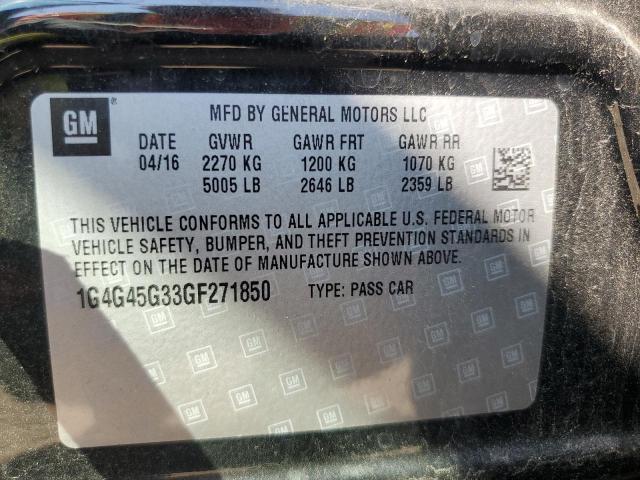 GM ®
MFD BY GENERAL MOTORS LLC
DATE GVWR GAWR FRT GAWR RR
04/16 2270 KG 1200 KG 1070 KG
5005 LB 2646 LB 2359 LB
THIS VEHICLE CONFORMS TO ALL APPLICABLE U.S. FEDERAL MOTOR
VEHICLE SAFETY, BUMPER, AND THEFT PREVENTION STANDARDS IN
EFFECT ON THE DATE OF MANUFACTURE SHOWN ABOVE.
1G4G45G33GF271850 TYPE: PASS CAR